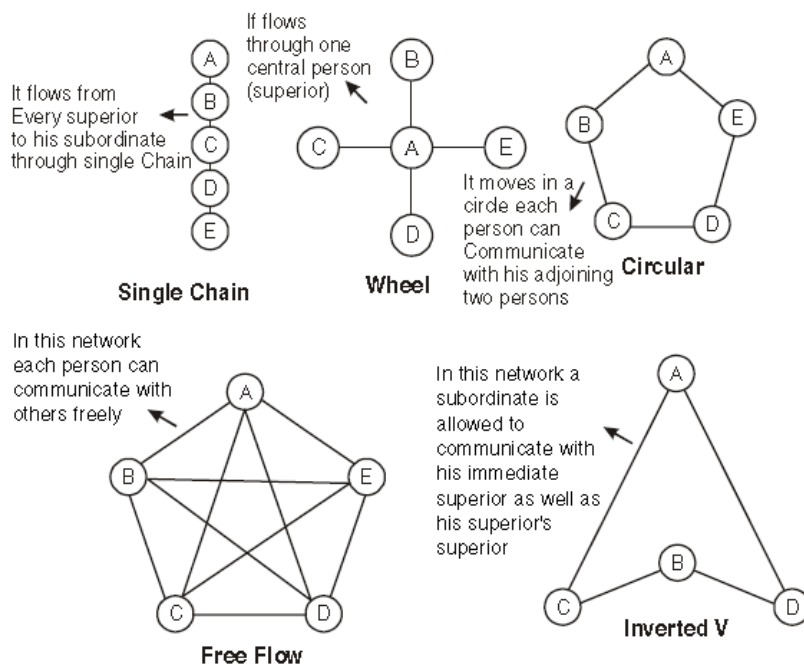 A
B
C
D
E
It flows from
Every superior
to his subordinate
through single Chain
Single Chain
If flows
through one
central person
(superior)
B
C
A
E
D
Wheel
A
B
E
C
D
It moves in a
circle each
person can
Communicate
with his adjoining
two persons
Circular
In this network
each person can
communicate with
others freely
A
B
E
C
D
Free Flow
In this network a
subordinate is
allowed to
communicate with
his immediate
superior as well as
his superior's
superior
A
B
C
D
Inverted V